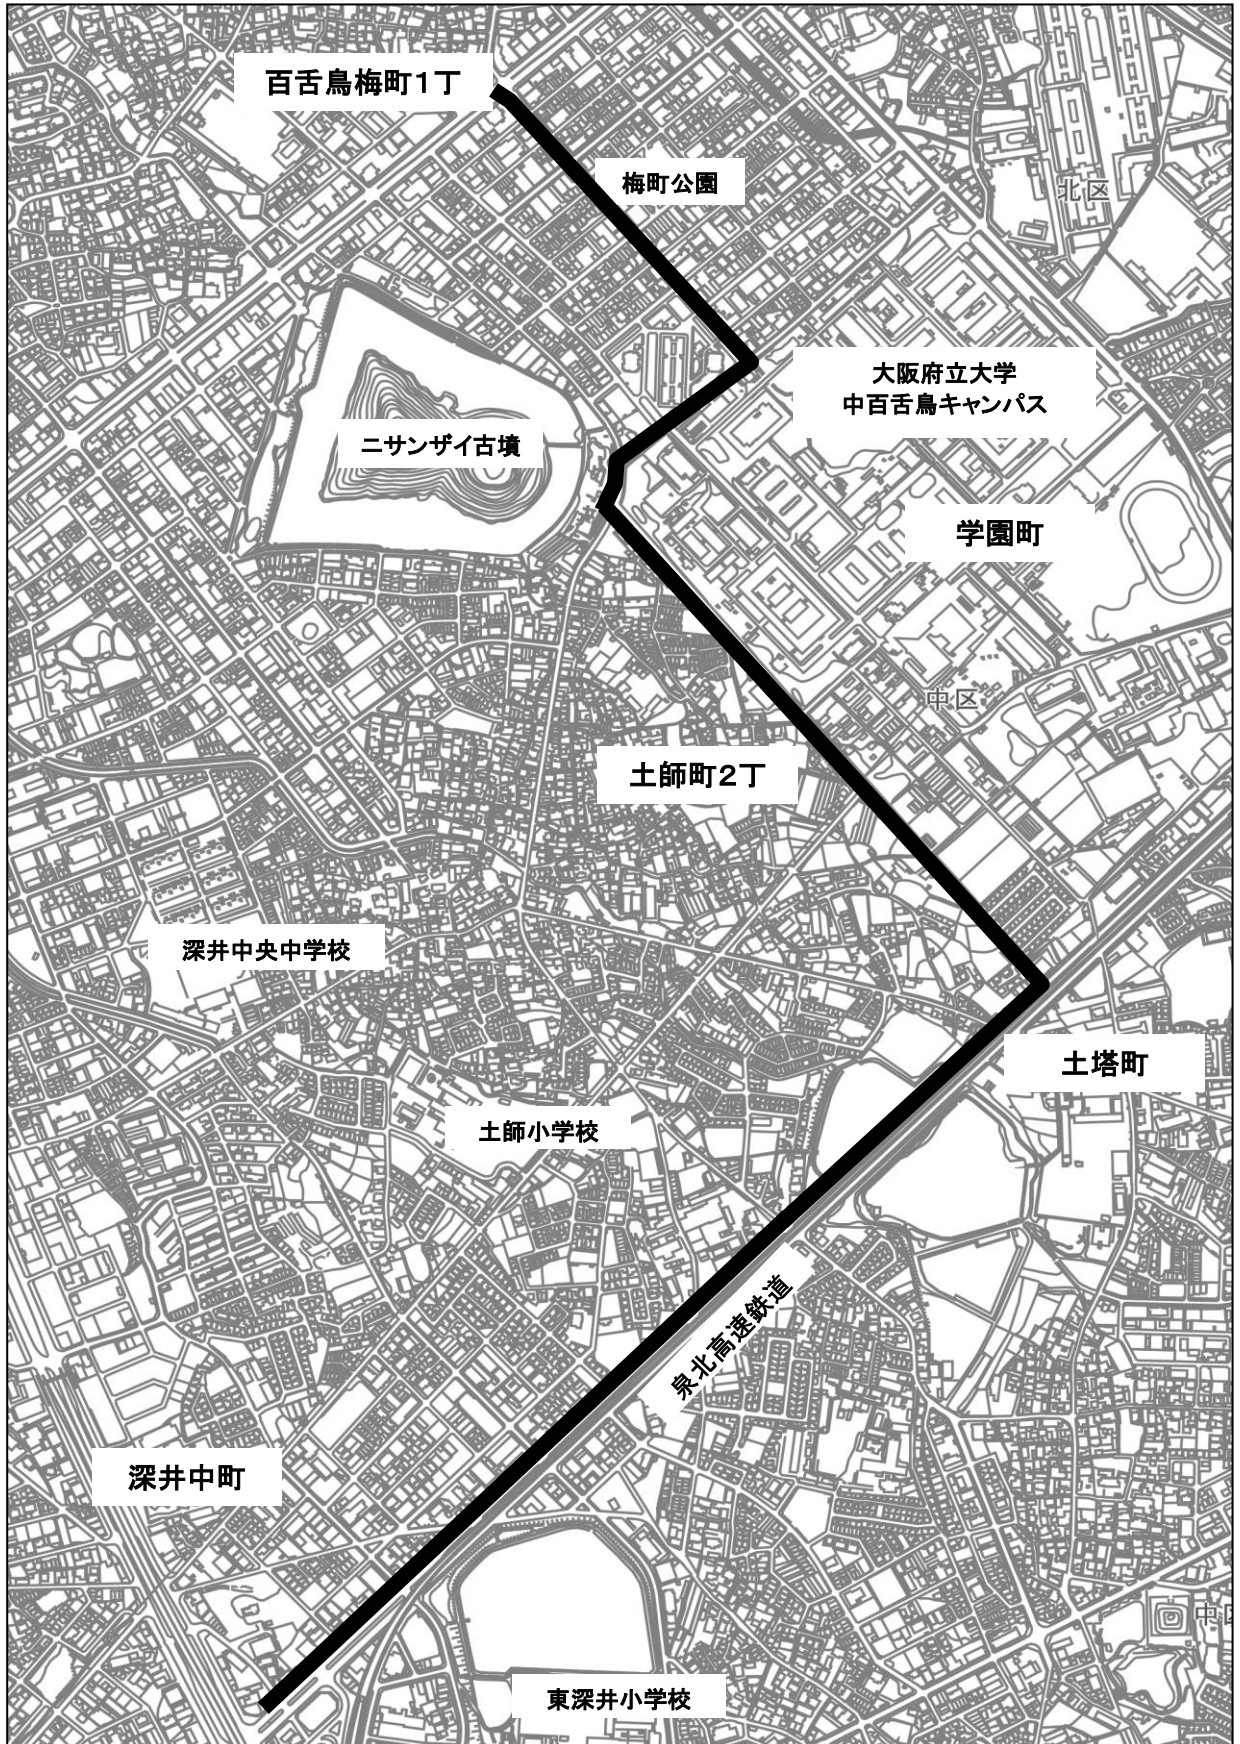 百舌鳥梅町1丁
梅町公園
北区
大阪府立大学
中百舌鳥キャンパス
ニサンザイ古墳
学園町
中区
土師町2丁
深井中央中学校
土塔町
土師小学校
泉北高速鉄道
深井中町
中区
東深井小学校